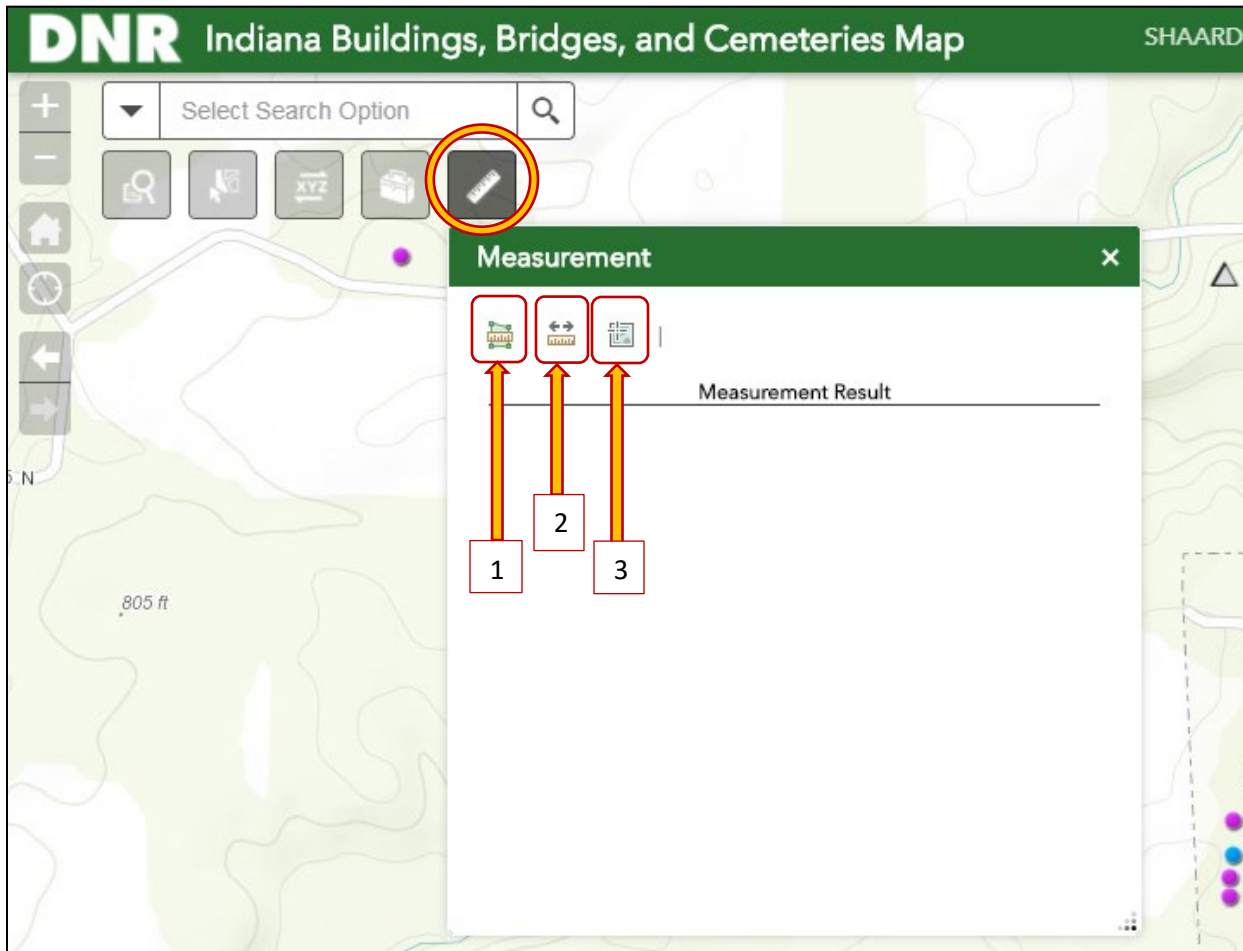 DNR Indiana Buildings, Bridges, and Cemeteries Map SHAARD
Select Search Option
XYZ
Measurement
Measurement Result
2
1 3
N
805 ft